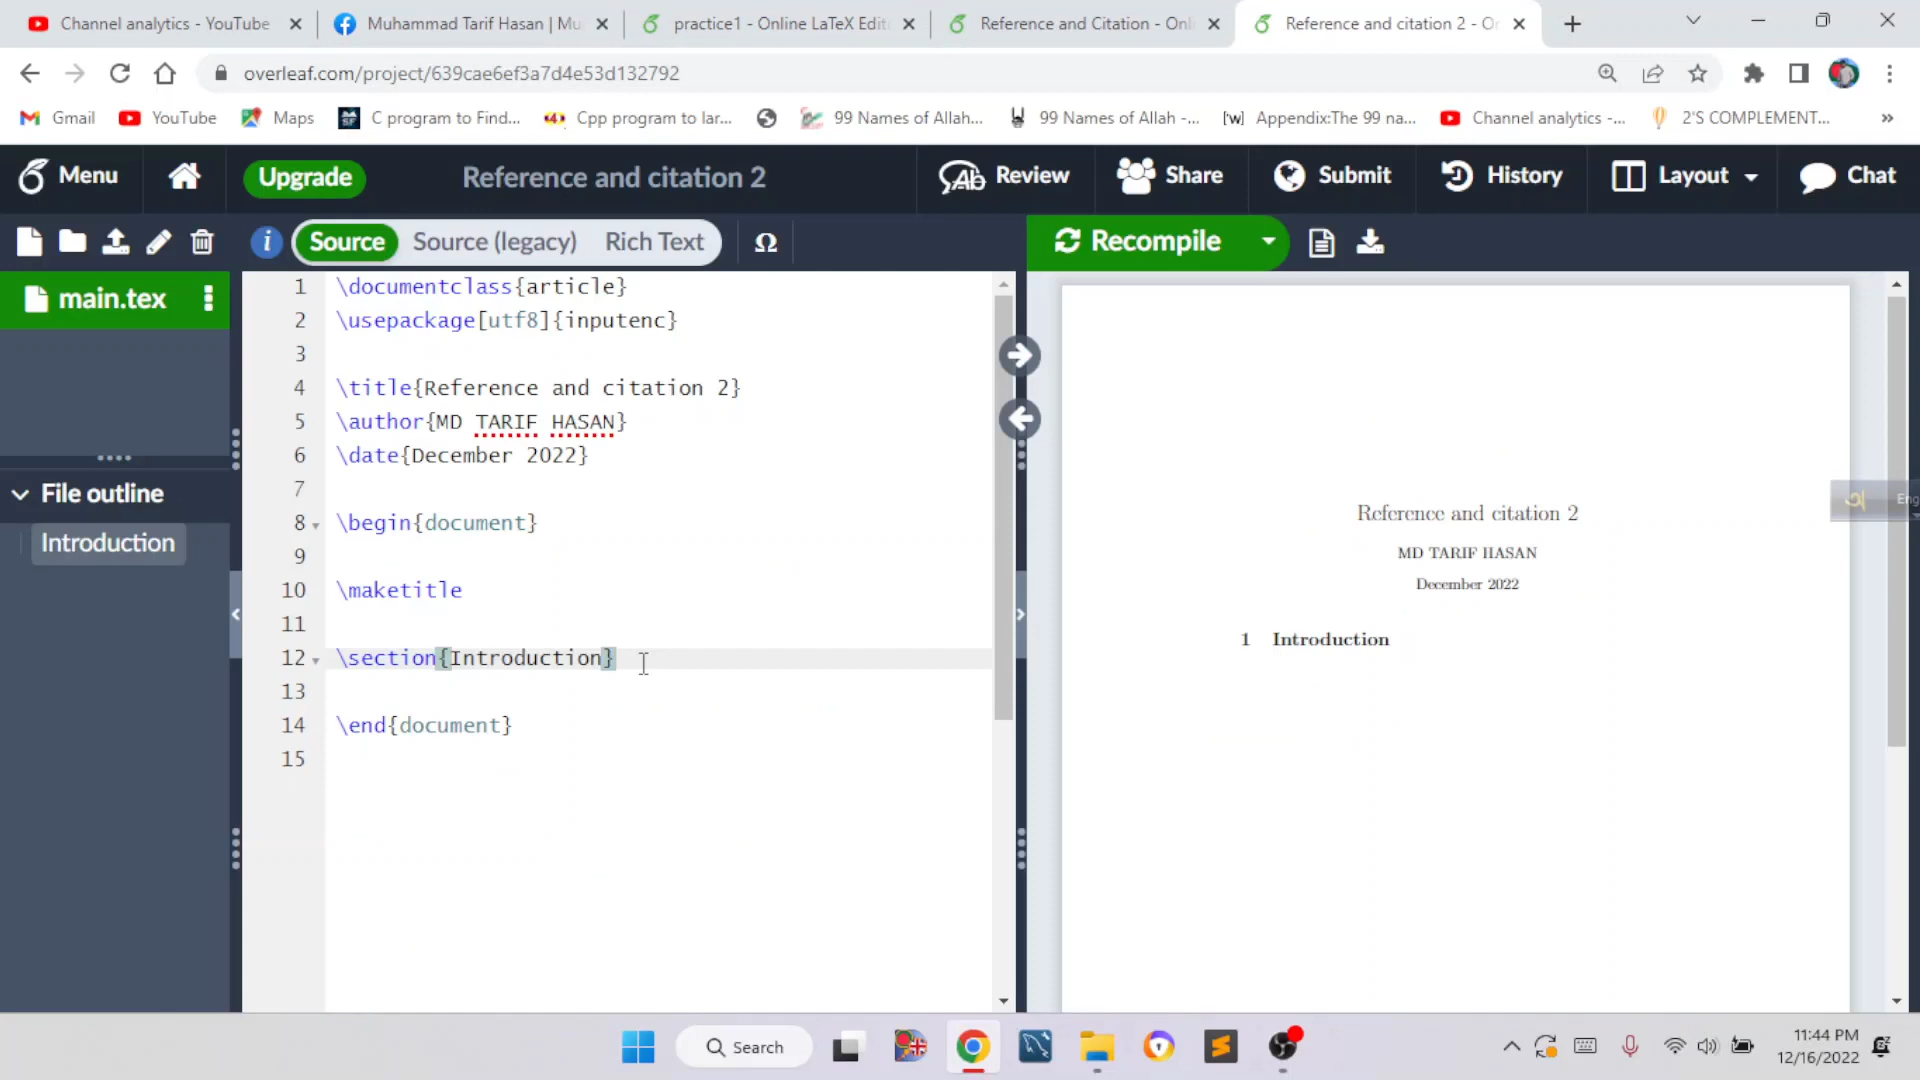 Channel analytics - YouTube
Muhammad Tarif Hasan | Mu
practice1 - Online LaTeX Edit
Reference and Citation - Onli
Reference and citation 2 - Or
overleaf.com/project/639cae6ef3a7d4e53d132792
Gmail
YouTube
Maps
C program to Find...
Cpp program to lar...
99 Names of Allah...
99 Names of Allah -...
[w] Appendix:The 99 na...
Channel analytics -...
2'S COMPLEMENT...
»
Menu
Upgrade
Reference and citation 2
Review
Share
Submit
History
Layout
Chat
Source
Source (legacy)
Rich Text
Ω
Recompile
main.tex
File outline
Introduction
1 \documentclass{article}
2 \usepackage[utf8]{inputenc}
3
4 \title{Reference and citation 2}
5 \author{MD TARIF HASAN}
6 \date{December 2022}
7
8 \begin{document}
9
10 \maketitle
11
12 \section{Introduction}
13
14 \end{document}
15
Reference and citation 2
MD TARIF HASAN
December 2022
1 Introduction
অ Eng
Search
11:44 PM
12/16/2022